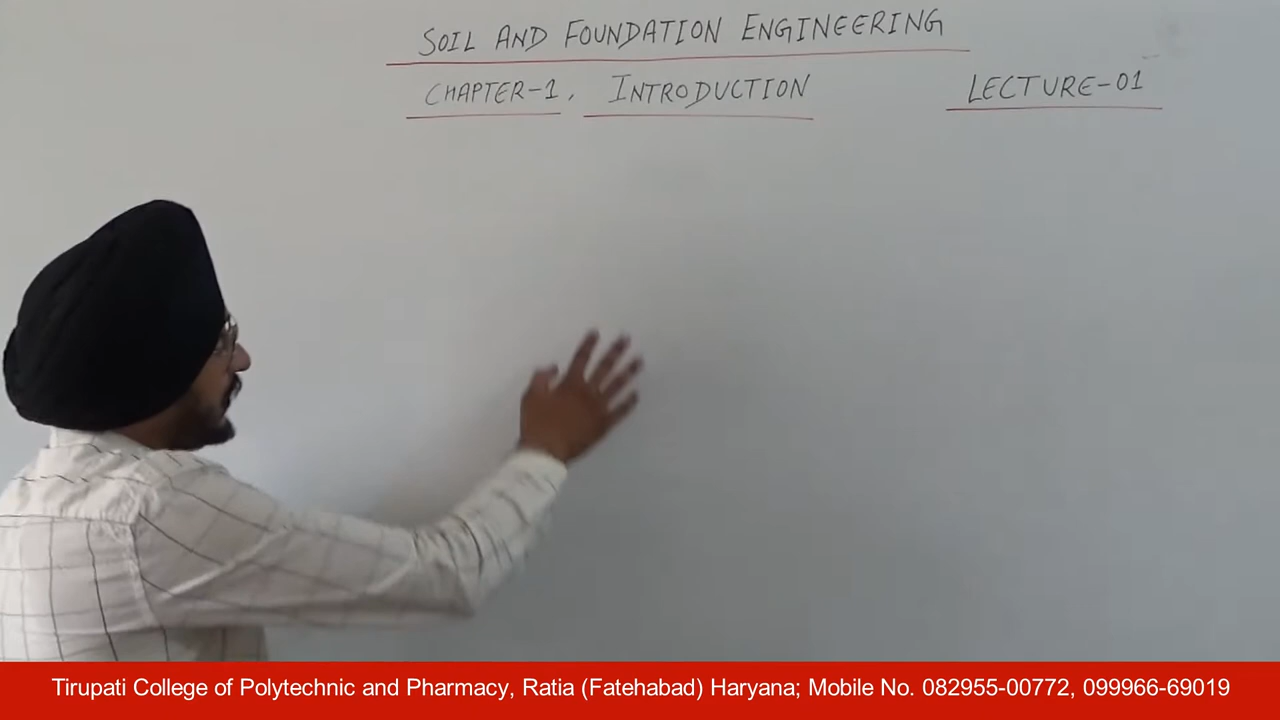 SOIL AND FOUNDATION ENGINEERING
CHAPTER-1, INTRODUCTION LECTURE-01
Tirupati College of Polytechnic and Pharmacy, Ratia (Fatehabad) Haryana; Mobile No. 082955-00772, 099966-69019